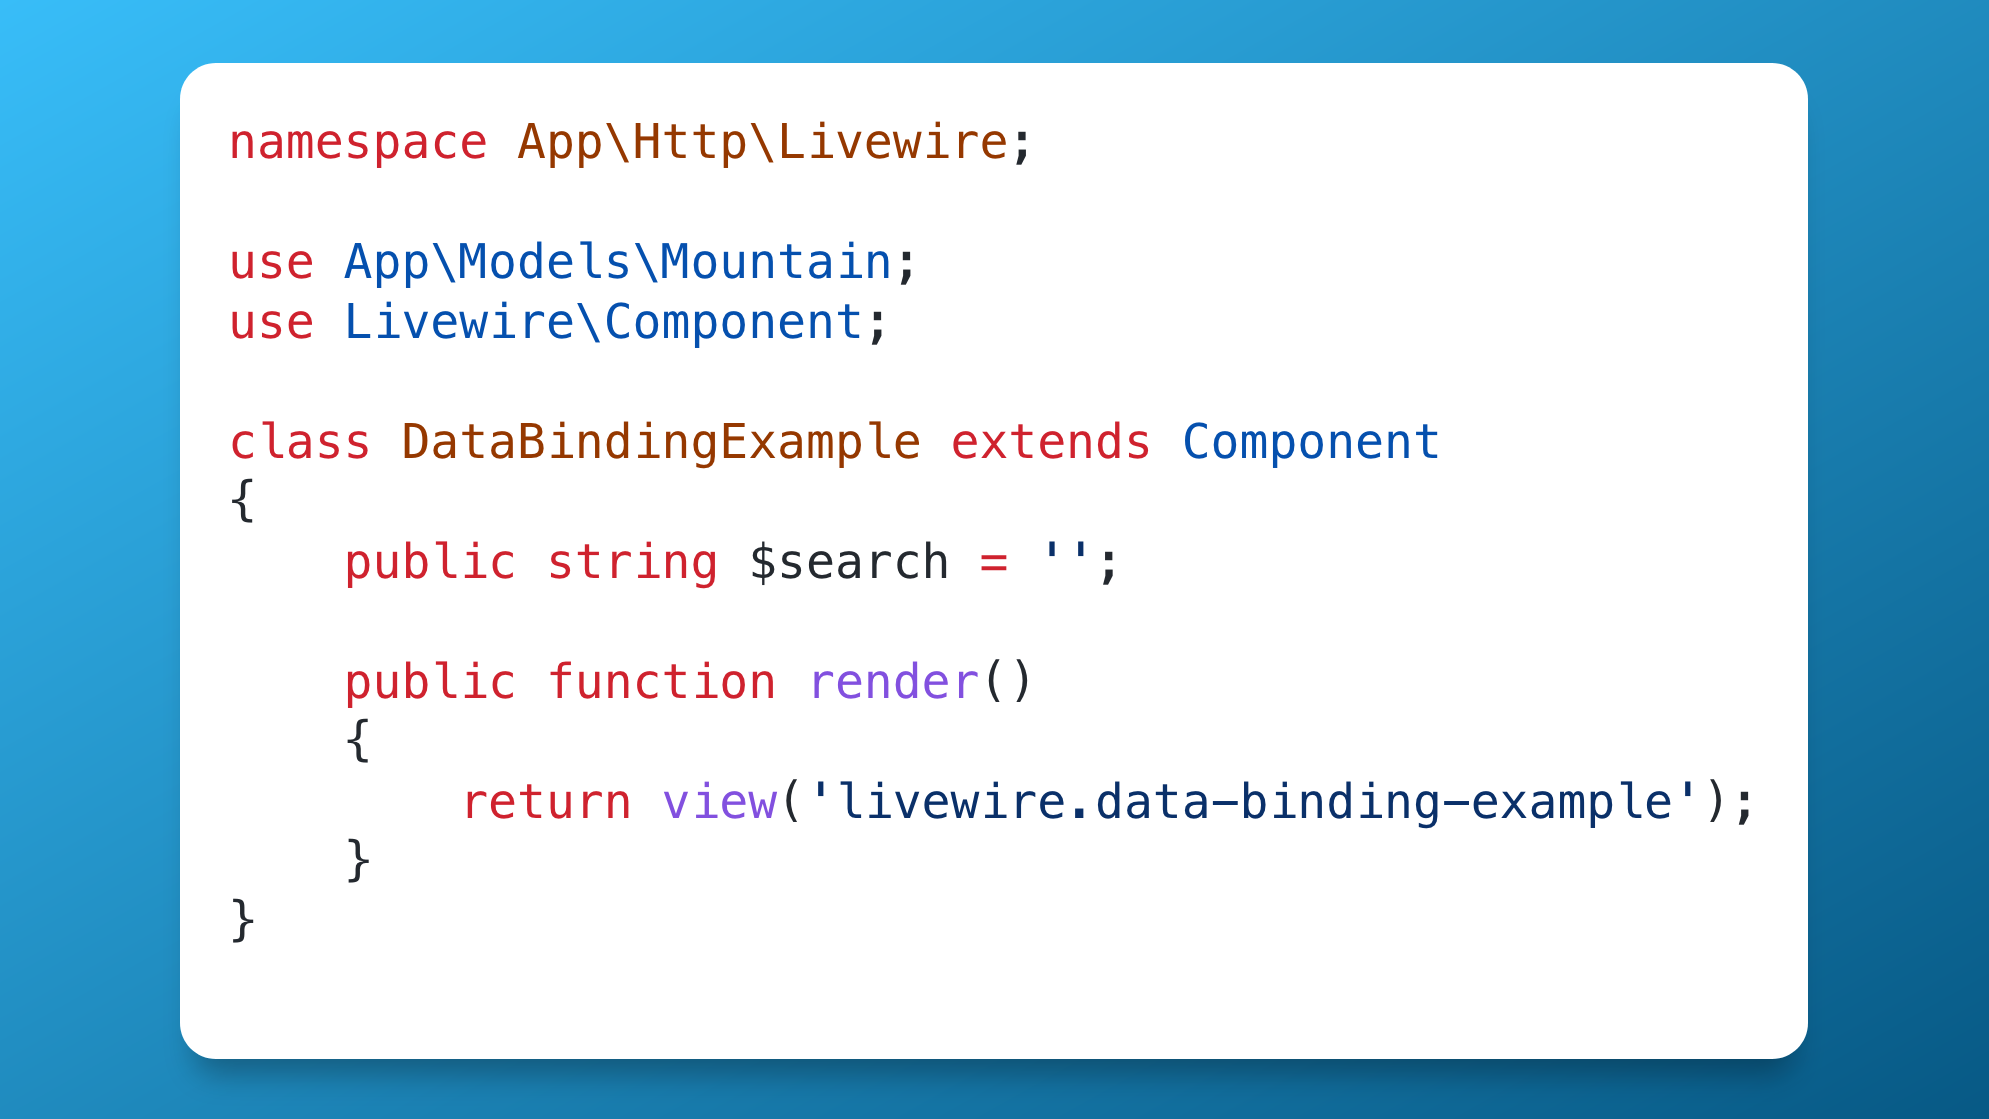 namespace App\Http\Livewire;

use App\Models\Mountain;
use Livewire\Component;

class DataBindingExample extends Component
{
    public string $search = '';

    public function render()
    {
        return view('livewire.data-binding-example');
    }
}